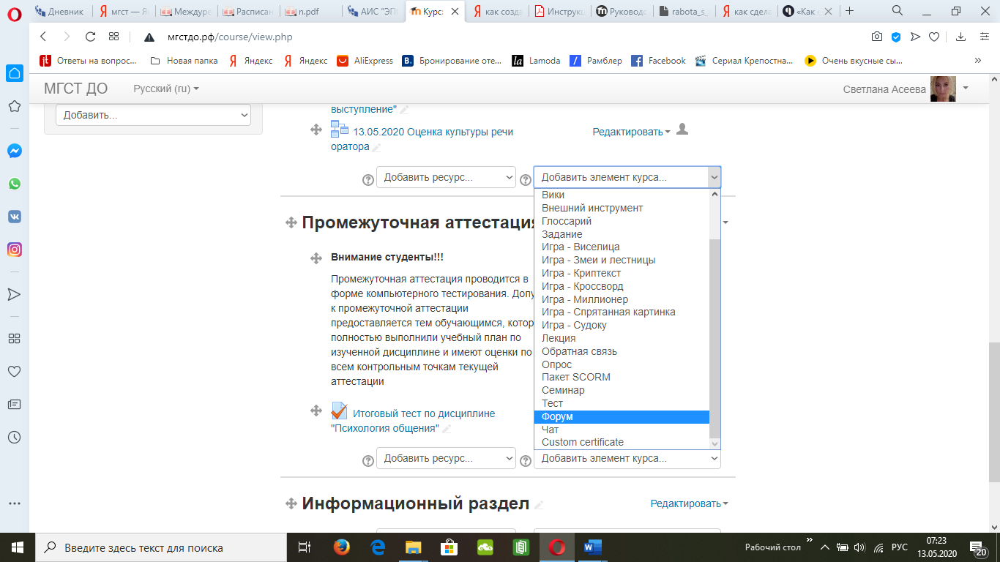 Дневник
мгст — Ян
Междуре
Расписан
n.pdf
АИС "ЭП
Курс:
как созда
Инструкц
Руководс
rabota_s_
как сдела
«Как
мгстдо.рф/course/view.php
Ответы на вопрос...
Новая папка
Яндекс
Яндекс
AliExpress
Бронирование оте...
Lamoda
Рамблер
Facebook
Сериал Крепостна...
Очень вкусные сы...
МГСТ ДО
Русский (ru)
Светлана Асеева
Добавить...
выступление"
13.05.2020 Оценка культуры речи
оратора
Редактировать
Добавить ресурс...
Добавить элемент курса...
Вики
Внешний инструмент
Глоссарий
Задание
Игра - Виселица
Игра - Змеи и лестницы
Игра - Криптекст
Игра - Кроссворд
Игра - Миллионер
Игра - Спрятанная картинка
Игра - Судоку
Лекция
Обратная связь
Опрос
Пакет SCORM
Семинар
Тест
Форум
Чат
Custom certificate
Промежуточная аттестация
Внимание студенты!!!
Промежуточная аттестация проводится в
форме компьютерного тестирования. Допу
к промежуточной аттестации
предоставляется тем обучающимся, котор
полностью выполнили учебный план по
изученной дисциплине и имеют оценки по
всем контрольным точкам текущей
аттестации
Итоговый тест по дисциплине
"Психология общения"
Добавить ресурс...
Добавить элемент курса...
Информационный раздел
Редактировать
Введите здесь текст для поиска
Рабочий стол
РУС
07:23
13.05.2020
20